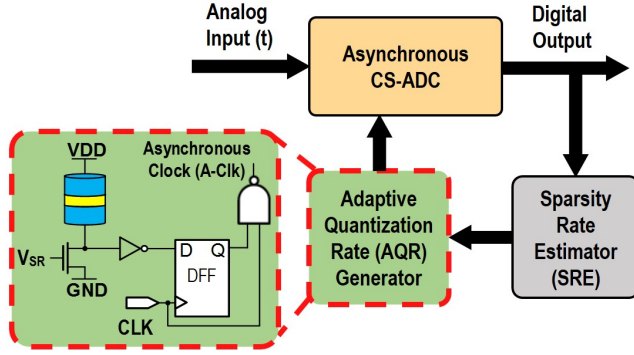 Analog
Input (t)
Digital
Output
Asynchronous
CS-ADC
Asynchronous
Clock (A-Clk)
VDD
VSR
GND
D
Q
DFF
CLK
Adaptive
Quantization
Rate (AQR)
Generator
Sparsity
Rate
Estimator
(SRE)